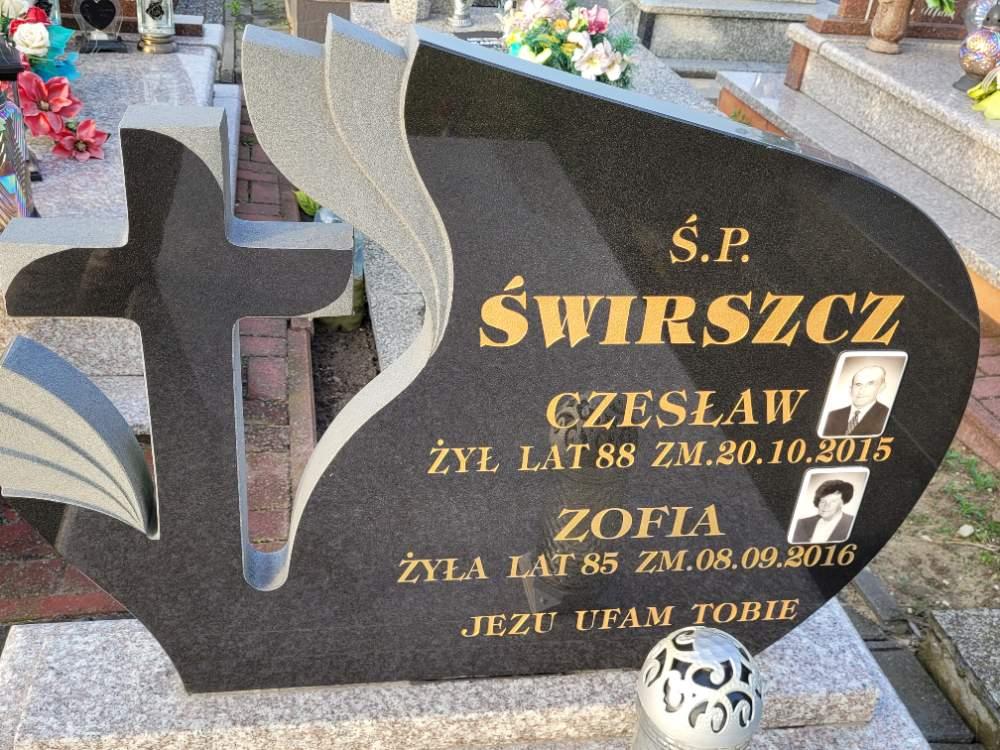 Ś.P.
ŚWIRSZCZ
CZESŁAW
ŻYŁ LAT 88 ZM.20.10.2015
ZOFIA
ŻYŁA LAT 85 ZM.08.09.2016
JEZU UFAM TOBIE